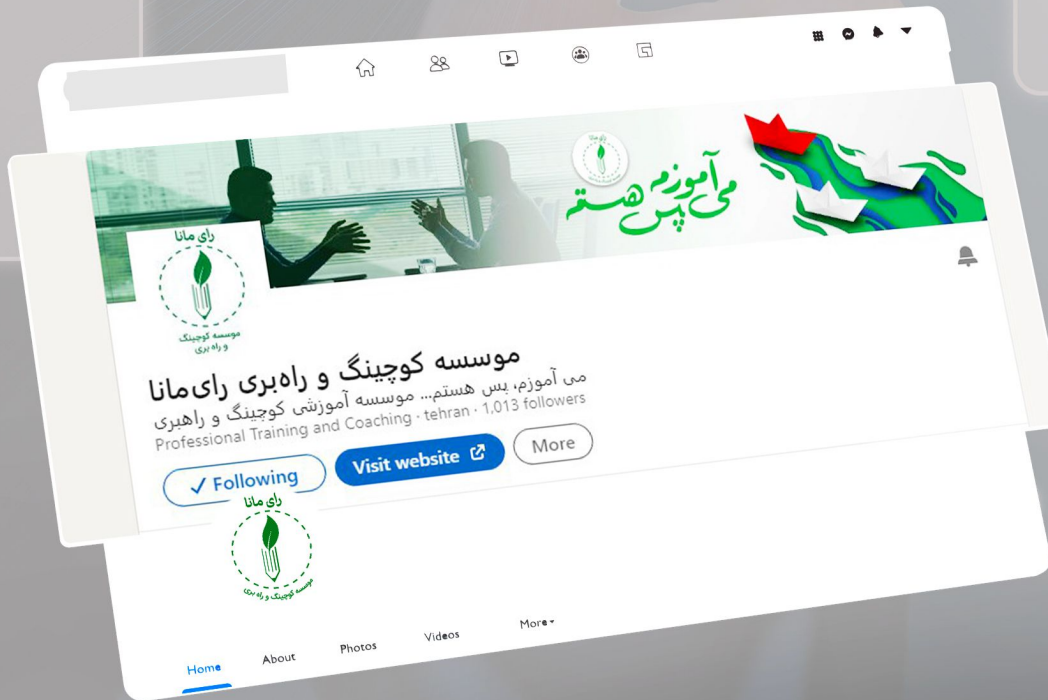 رای مانا
می آموزم
پس هستم
رای مانا
موسسه کوچینگ
و راه بری
موسسه کوچینگ و راه‌بری رای‌مانا
می آموزم، پس هستم... موسسه آموزشی کوچینگ و راهبری
Professional Training and Coaching · tehran · 1,013 followers
Following
Visit website
More
رای مانا
موسسه کوچینگ و راه بری
Home
About
Photos
Videos
More